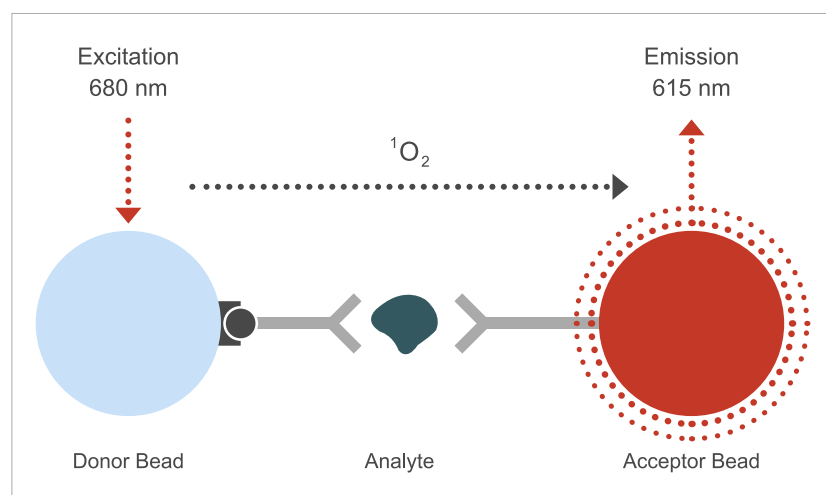 Excitation
680 nm
Emission
615 nm
¹O₂
Donor Bead
Analyte
Acceptor Bead